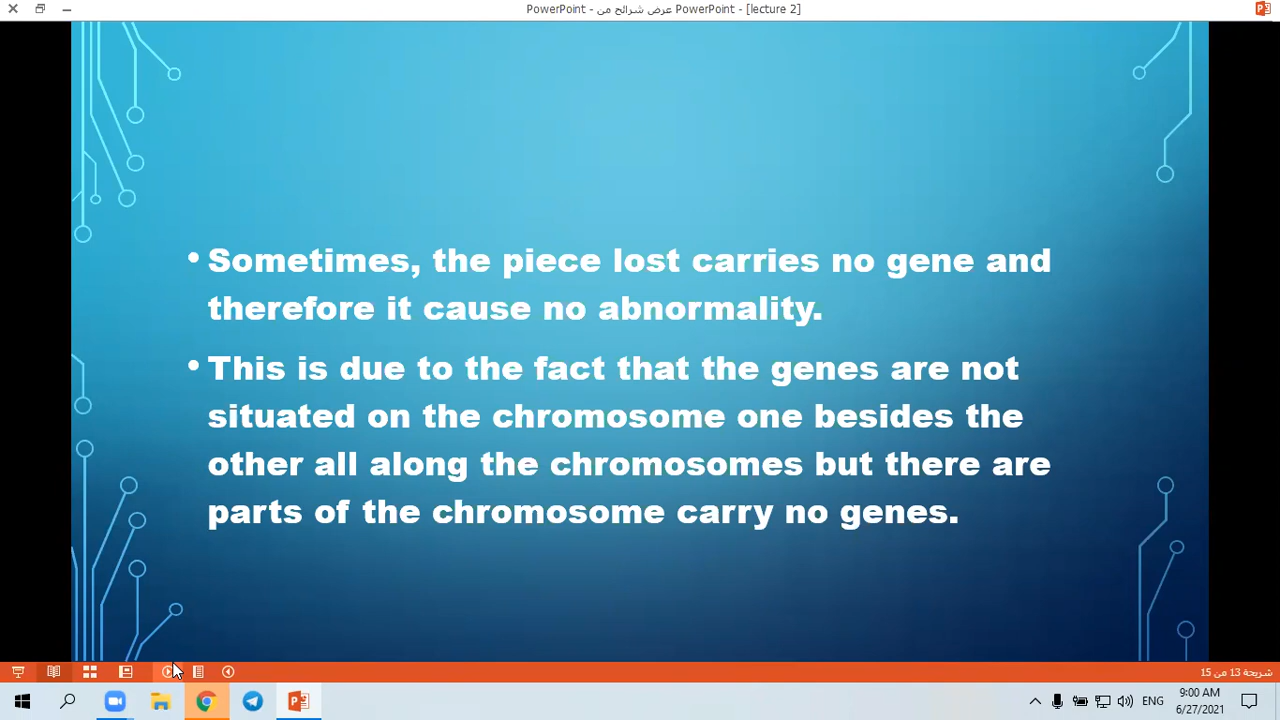 PowerPoint - عرض شرائح من PowerPoint - [lecture 2]
• Sometimes, the piece lost carries no gene and
therefore it cause no abnormality.
• This is due to the fact that the genes are not
situated on the chromosome one besides the
other all along the chromosomes but there are
parts of the chromosome carry no genes.
شريحة 13 من 15
ENG
9:00 AM
6/27/2021